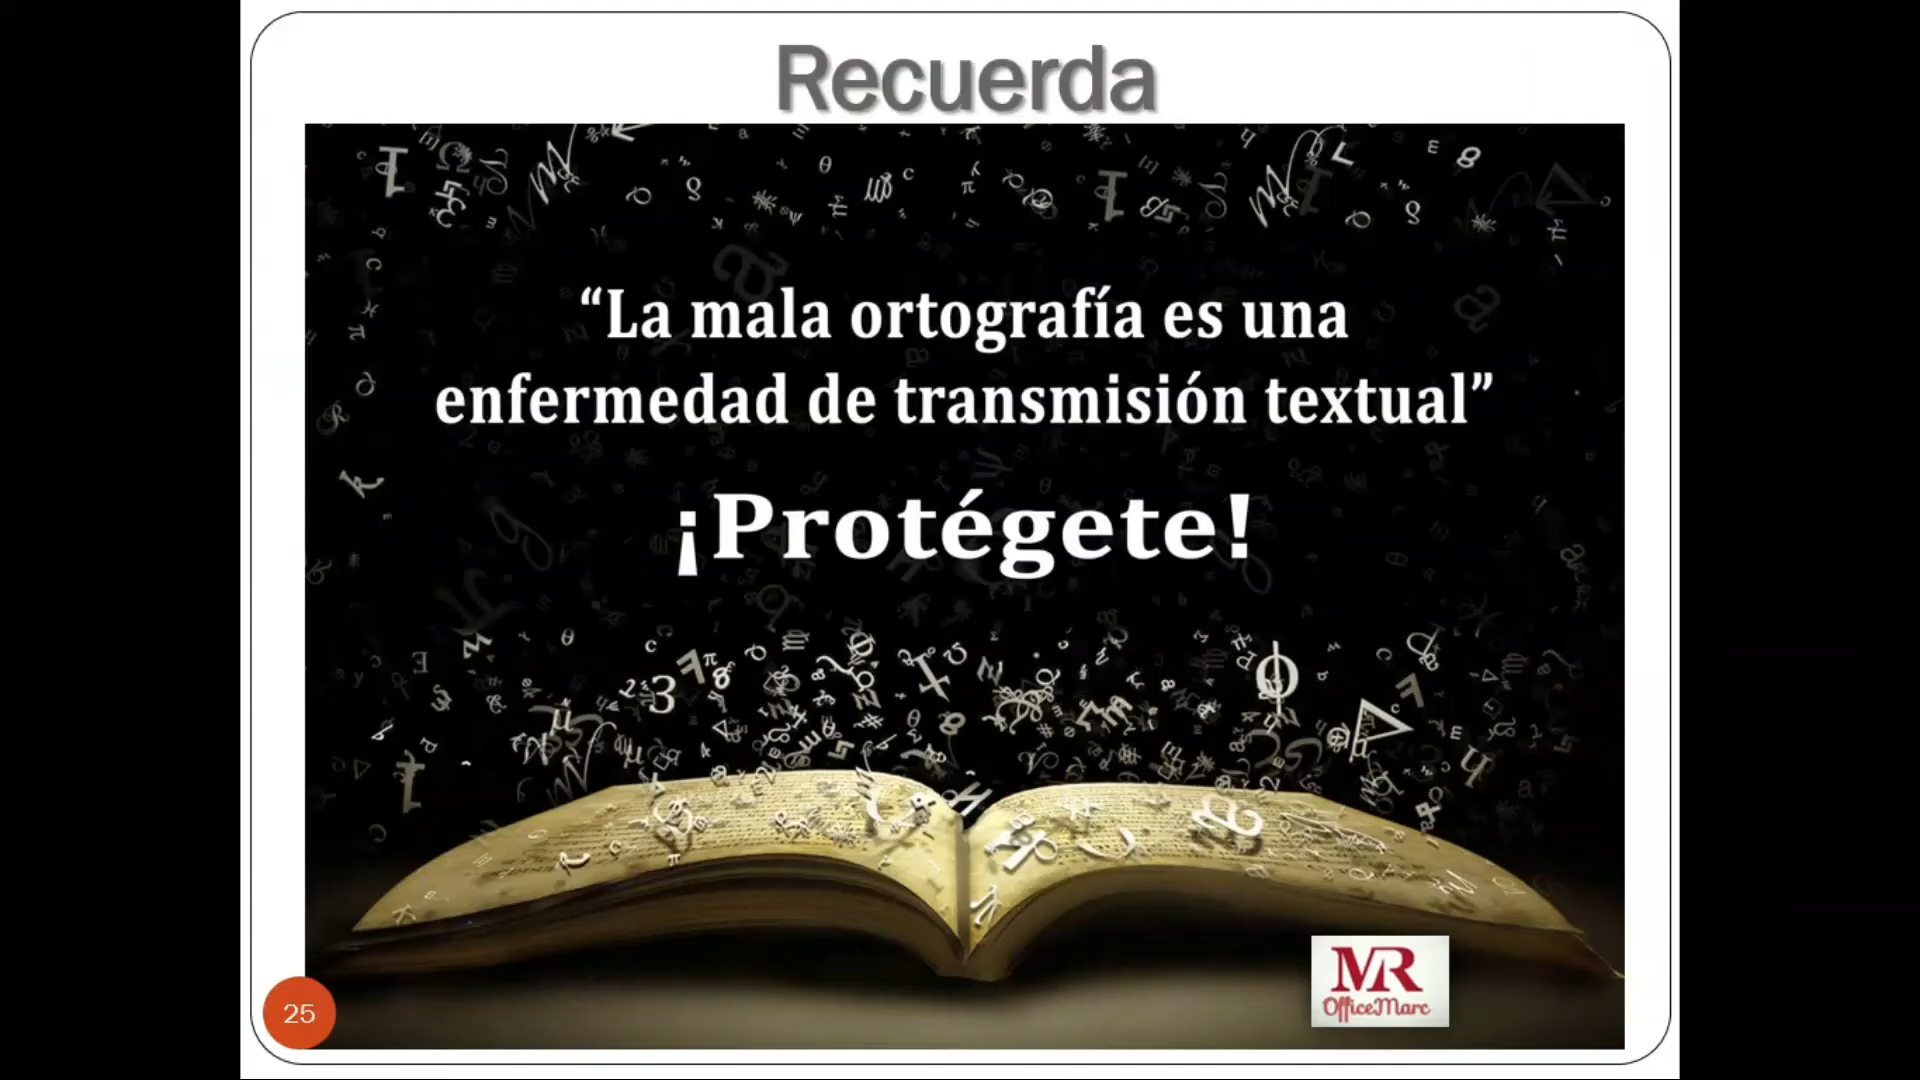 Recuerda
“La mala ortografía es una
enfermedad de transmisión textual”
¡Protégete!
MR
OfficeMarc
25